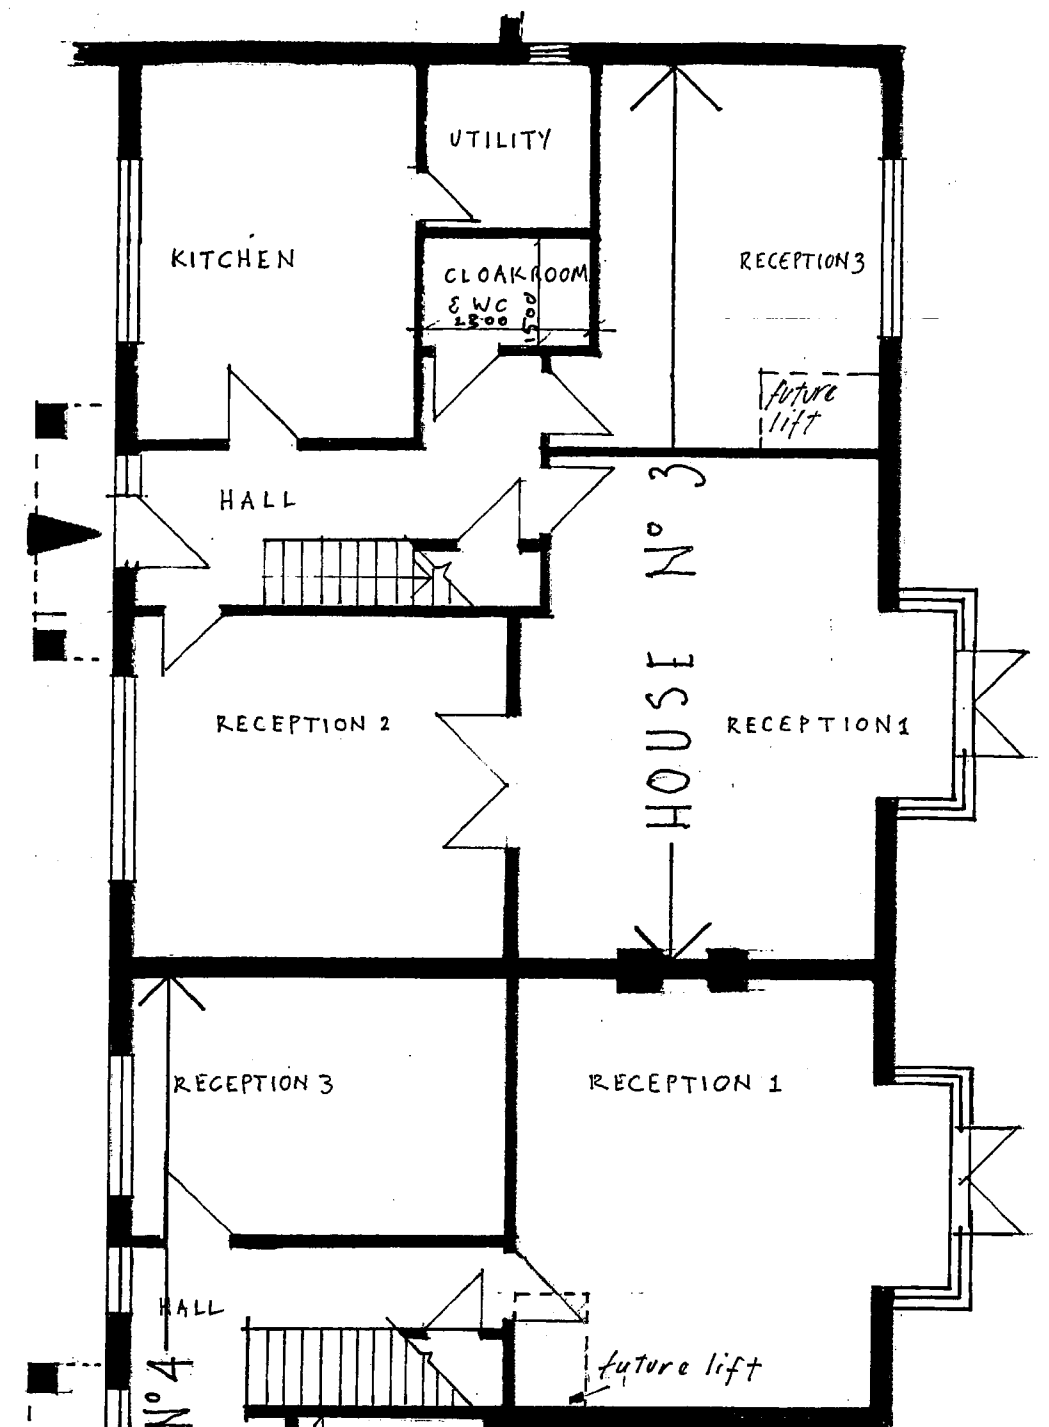 UTILITY
KITCHEN
RECEPTION 3
CLOAKROOM
& WC
2300
1500
future
lift
HALL
HOUSE Nº 3
RECEPTION 2
RECEPTION 1
RECEPTION 3
RECEPTION 1
HALL
Nº 4
future lift